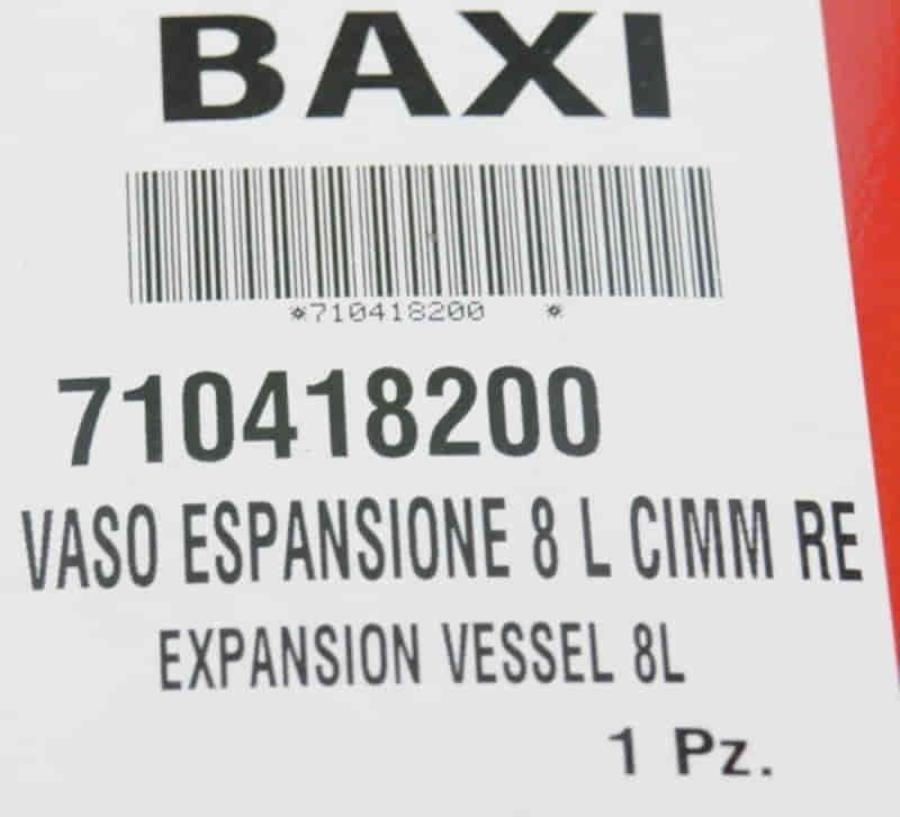 BAXI
*710418200 *
710418200
VASO ESPANSIONE 8 L CIMM RE
EXPANSION VESSEL 8L
1 Pz.